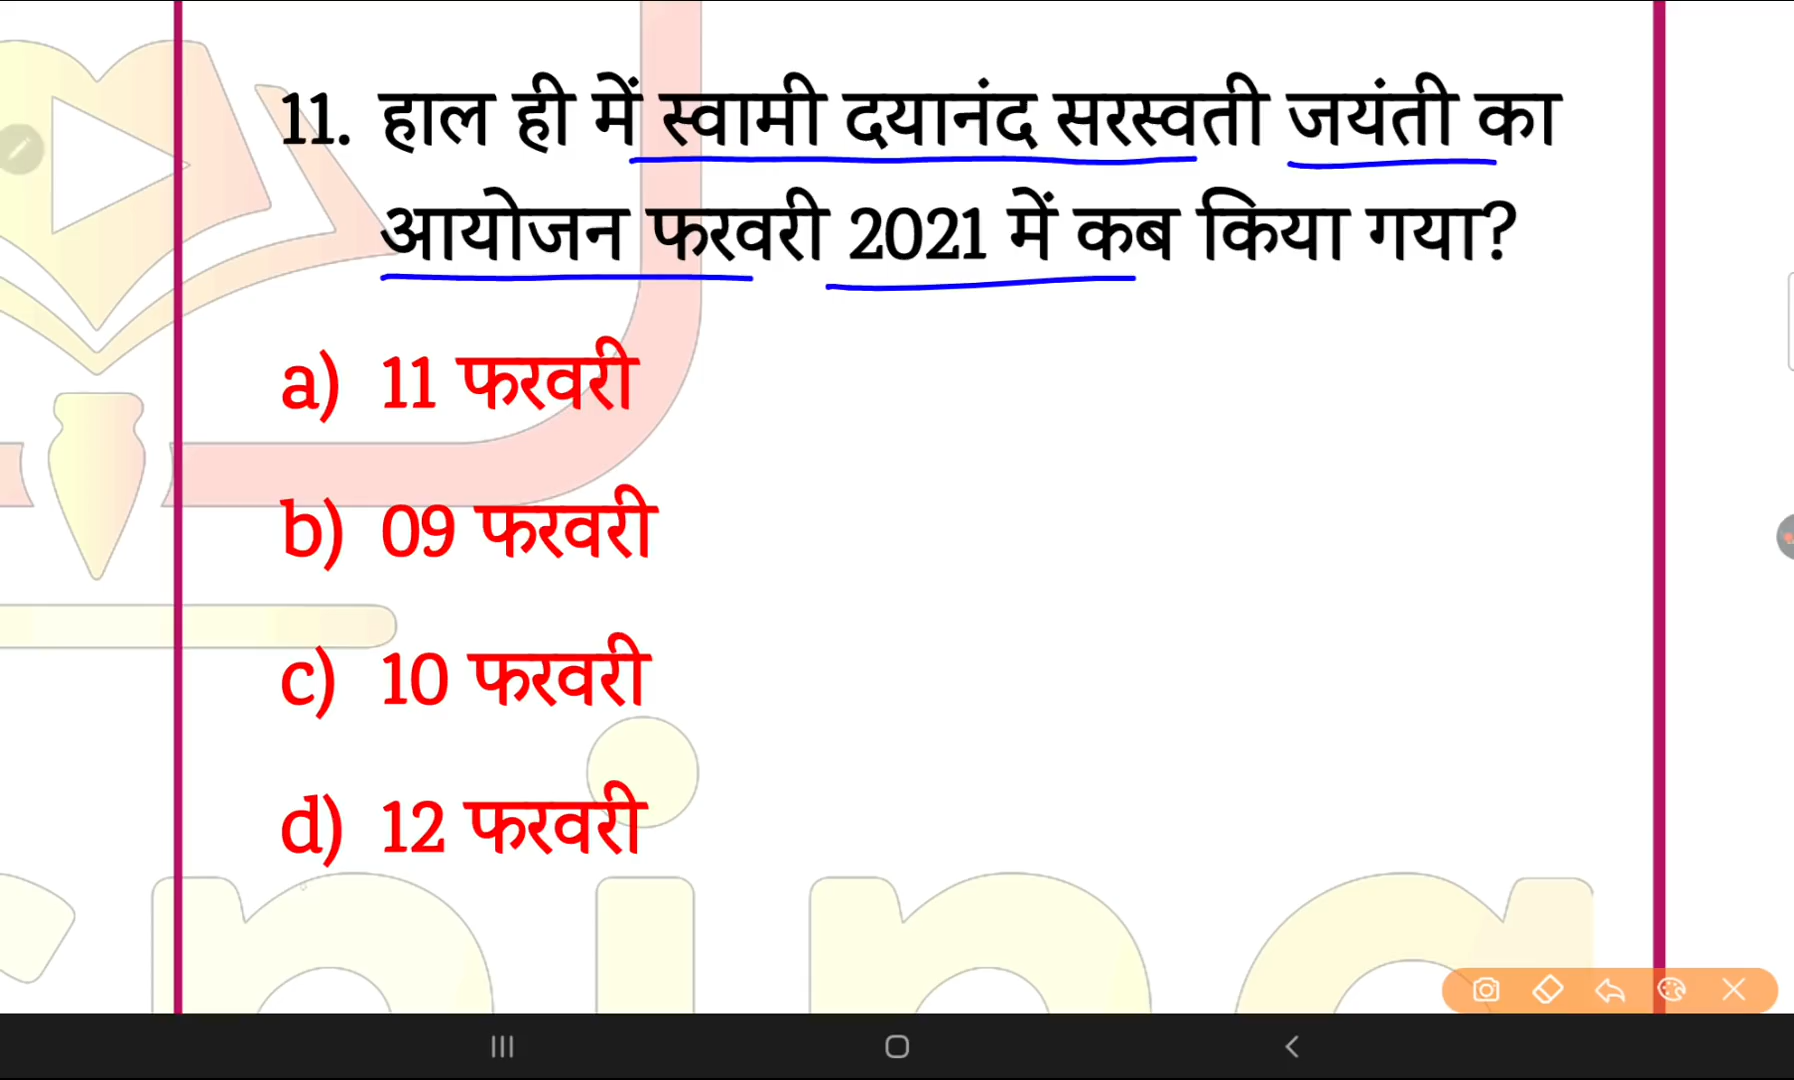 11. हाल ही में स्वामी दयानंद सरस्वती जयंती का
आयोजन फरवरी 2021 में कब किया गया?
a) 11 फरवरी
b) 09 फरवरी
c) 10 फरवरी
d) 12 फरवरी